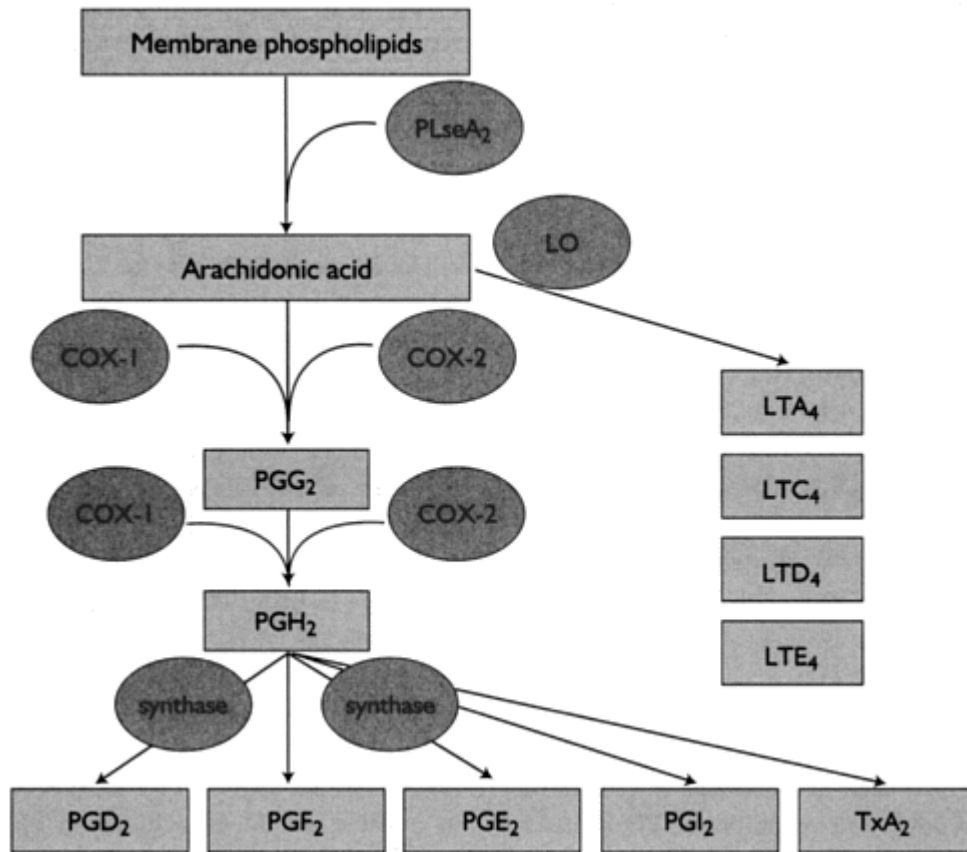 Membrane phospholipids
PLseA₂
LO
Arachidonic acid
COX-1
COX-2
LTA₄
PGG₂
LTC₄
COX-1
COX-2
LTD₄
PGH₂
LTE₄
synthase
synthase
PGD₂
PGF₂
PGE₂
PGI₂
TxA₂